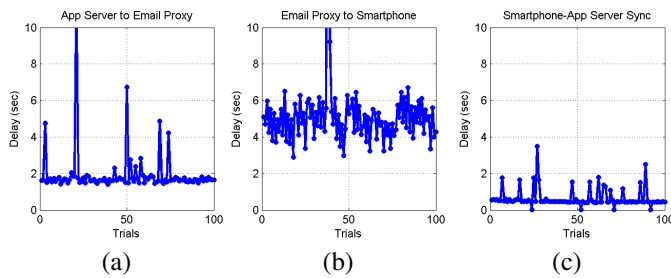 App Server to Email Proxy
Email Proxy to Smartphone
Smartphone-App Server Sync
Delay (sec)
10
8
6
4
2
0
0
50
100
Trials
Delay (sec)
10
8
6
4
2
0
0
50
100
Trials
Delay (sec)
10
8
6
4
2
0
0
50
100
Trials
(a)
(b)
(c)